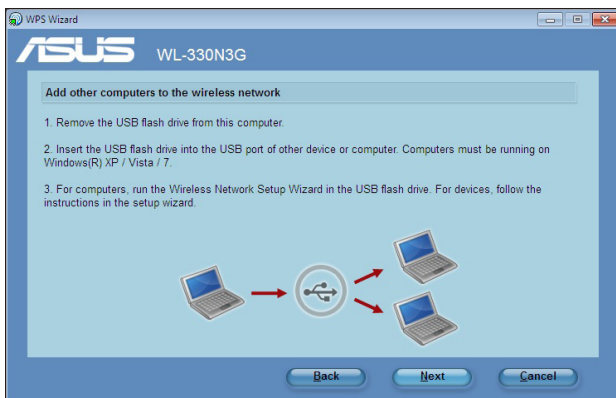 WPS Wizard
ASUS WL-330N3G
Add other computers to the wireless network
1. Remove the USB flash drive from this computer.
2. Insert the USB flash drive into the USB port of other device or computer. Computers must be running on
Windows(R) XP / Vista / 7.
3. For computers, run the Wireless Network Setup Wizard in the USB flash drive. For devices, follow the
instructions in the setup wizard.
Back Next Cancel